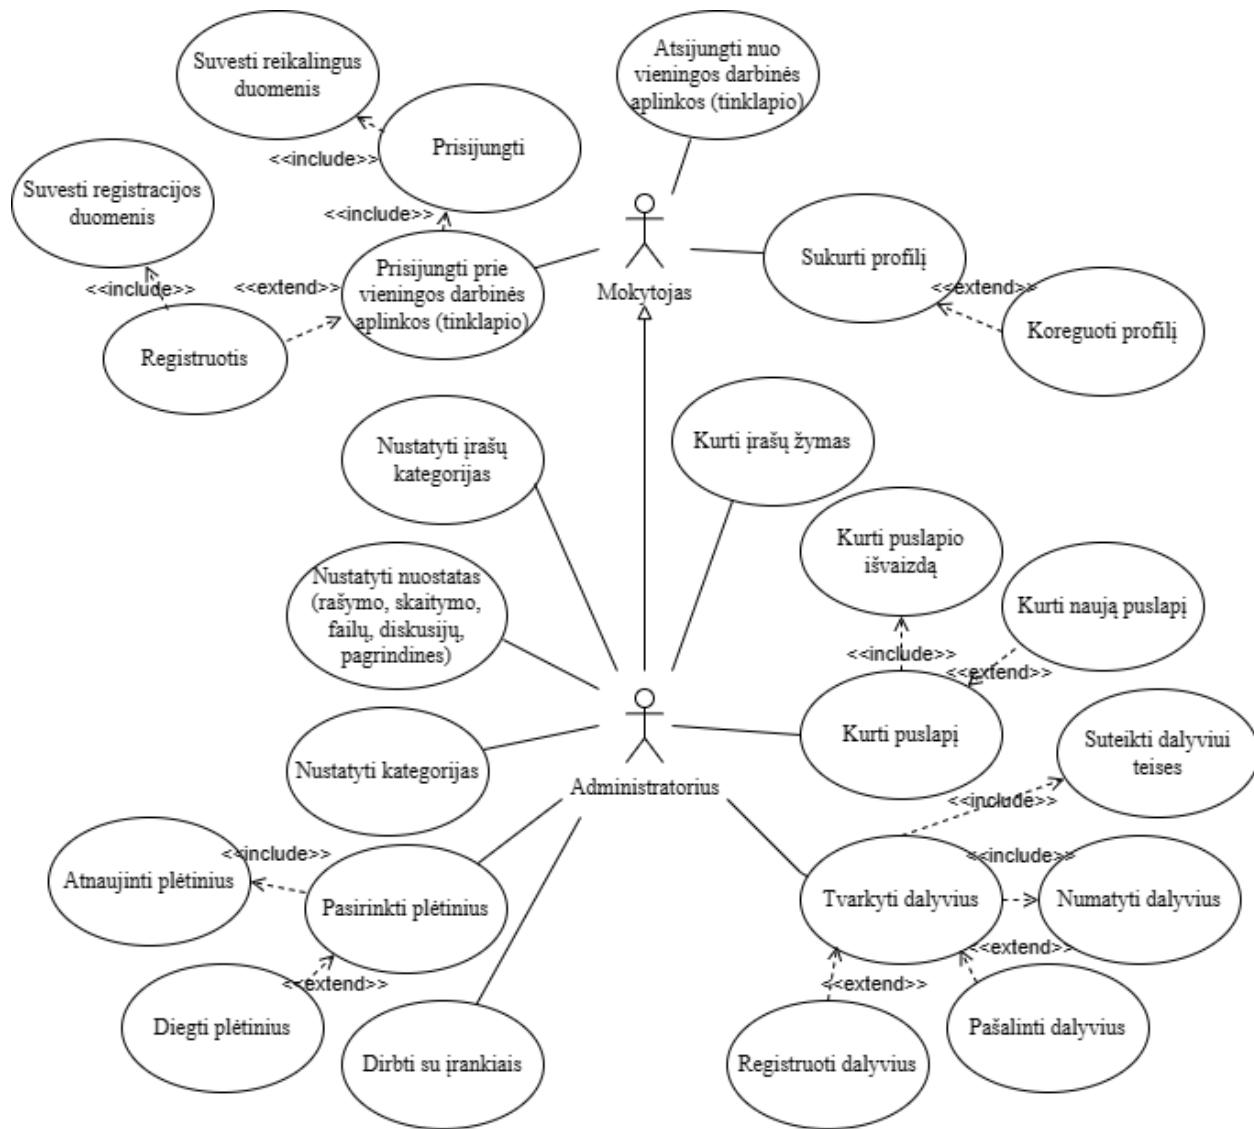 Suvesti reikalingus
duomenis
Atsijungti nuo
vieningos darbinės
aplinkos (tinklapio)
Prisijungti
<<include>>
Suvesti registracijos
duomenis
<<include>>
Prisijungti prie
vieningos darbinės
aplinkos (tinklapio)
<<include>>
<<extend>>
Registruotis
Mokytojas
Sukurti profilį
<<extend>>
Koreguoti profilį
Nustatyti įrašų
kategorijas
Kurti įrašų žymas
Kurti puslapio
išvaizdą
Nustatyti nuostatas
(rašymo, skaitymo,
failų, diskusijų,
pagrindines)
Kurti naują puslapį
<<include>>
<<extend>>
Kurti puslapį
Suteikti dalyviui
teises
Nustatyti kategorijas
Administratorius
<<include>>
<<include>>
<<include>>
Atnaujinti plėtinius
Pasirinkti plėtinius
Tvarkyti dalyvius
Numatyti dalyvius
<<extend>>
<<extend>>
<<extend>>
Diegti plėtinius
Pašalinti dalyvius
Dirbti su įrankiais
Registruoti dalyvius